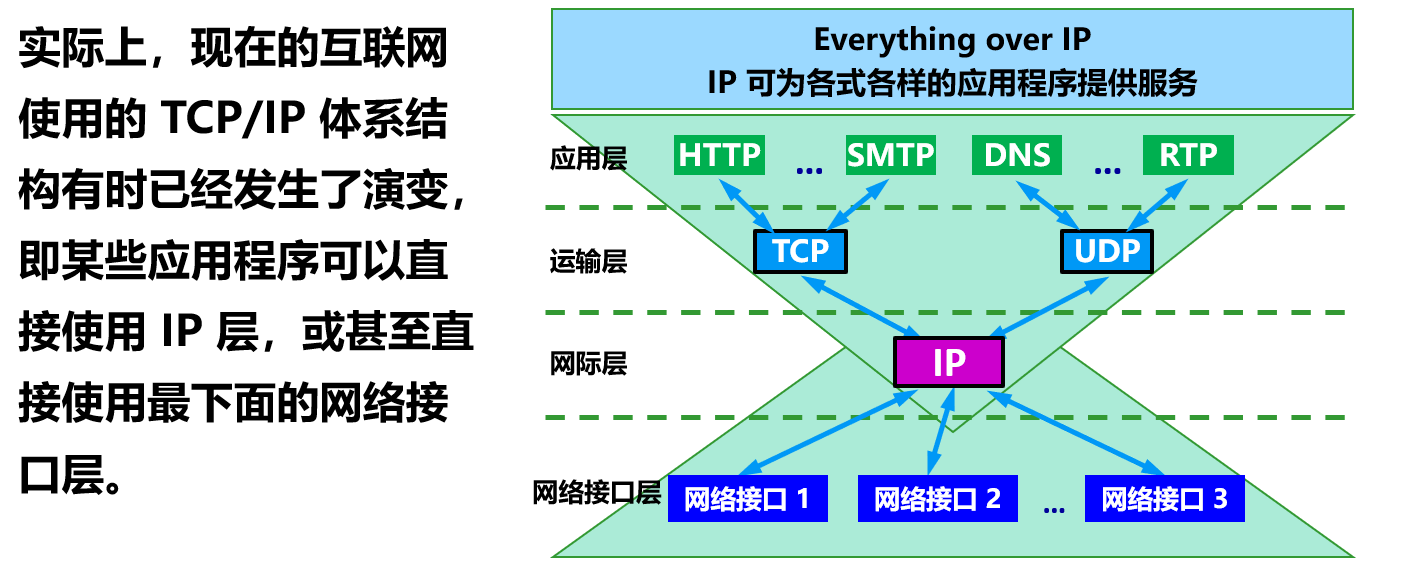 实际上，现在的互联网
使用的 TCP/IP 体系结
构有时已经发生了演变，
即某些应用程序可以直
接使用 IP 层，或甚至直
接使用最下面的网络接
口层。
Everything over IP
IP 可为各式各样的应用程序提供服务
应用层
HTTP
...
SMTP
DNS
...
RTP
运输层
TCP
UDP
网际层
IP
网络接口层
网络接口 1
网络接口 2
...
网络接口 3